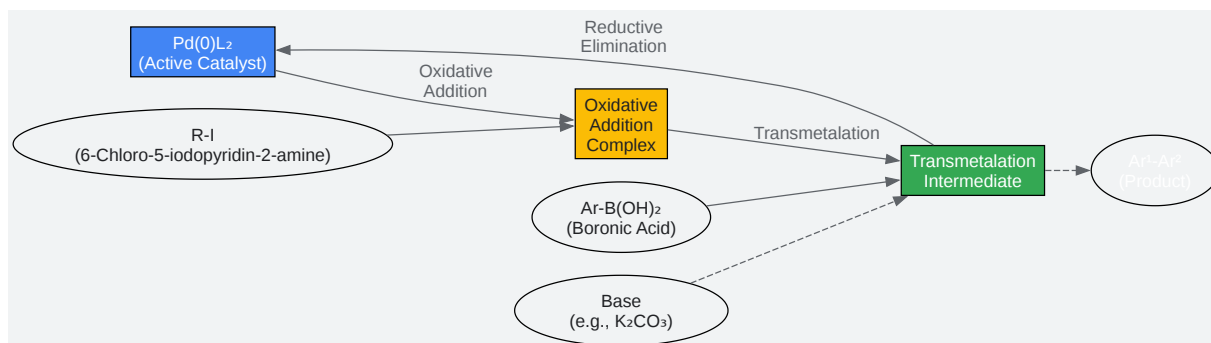 Reductive
Elimination
Pd(0)L₂
(Active Catalyst)
Oxidative
Addition
R-I
(6-Chloro-5-iodopyridin-2-amine)
Oxidative
Addition
Complex
Transmetalation
Transmetalation
Intermediate
Ar¹-Ar²
(Product)
Ar-B(OH)₂
(Boronic Acid)
Base
(e.g., K₂CO₃)